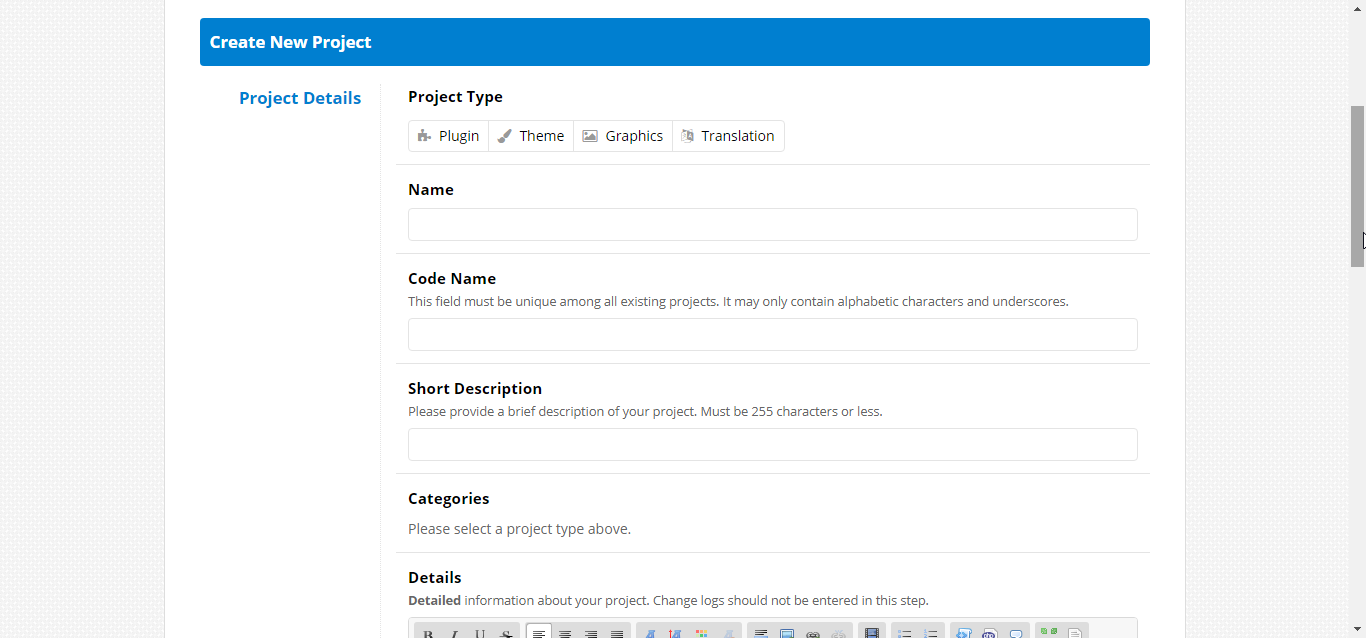 Create New Project
Project Details
Project Type
Plugin Theme Graphics Translation
Name
Code Name
This field must be unique among all existing projects. It may only contain alphabetic characters and underscores.
Short Description
Please provide a brief description of your project. Must be 255 characters or less.
Categories
Please select a project type above.
Details
Detailed information about your project. Change logs should not be entered in this step.
B I U S